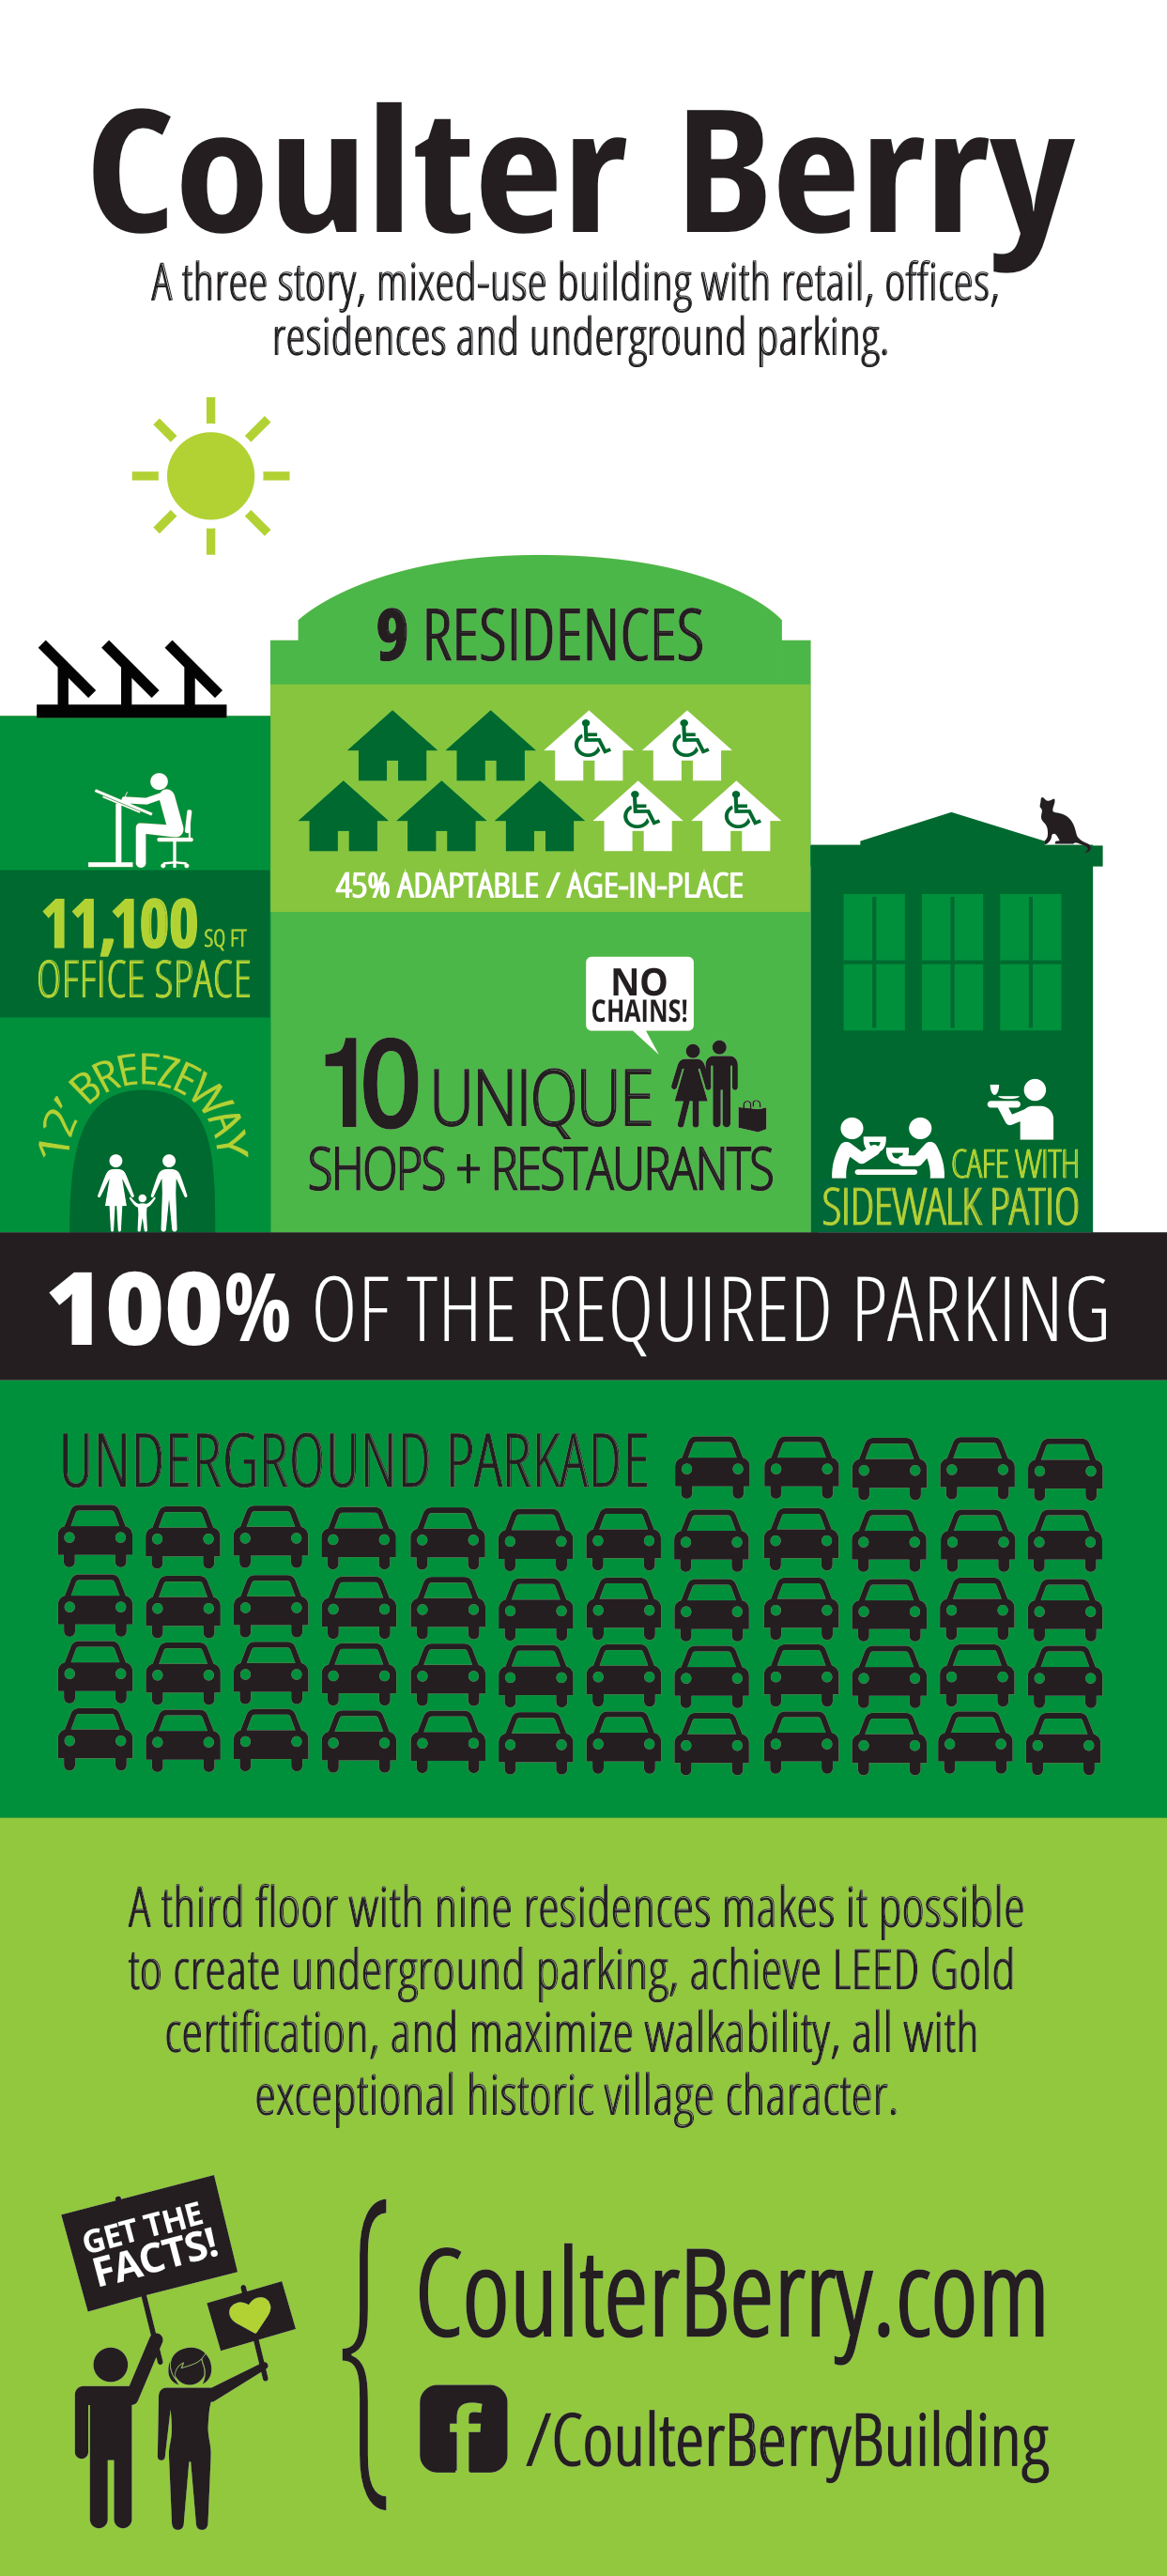 Coulter Berry
A three story, mixed-use building with retail, offices,
residences and underground parking.
9 RESIDENCES
45% ADAPTABLE / AGE-IN-PLACE
11,100 SQ FT
OFFICE SPACE
12' BREEZEWAY
NO
CHAINS!
10 UNIQUE
SHOPS + RESTAURANTS
CAFE WITH
SIDEWALK PATIO
100% OF THE REQUIRED PARKING
UNDERGROUND PARKADE
A third floor with nine residences makes it possible
to create underground parking, achieve LEED Gold
certification, and maximize walkability, all with
exceptional historic village character.
GET THE
FACTS!
CoulterBerry.com
f /CoulterBerryBuilding